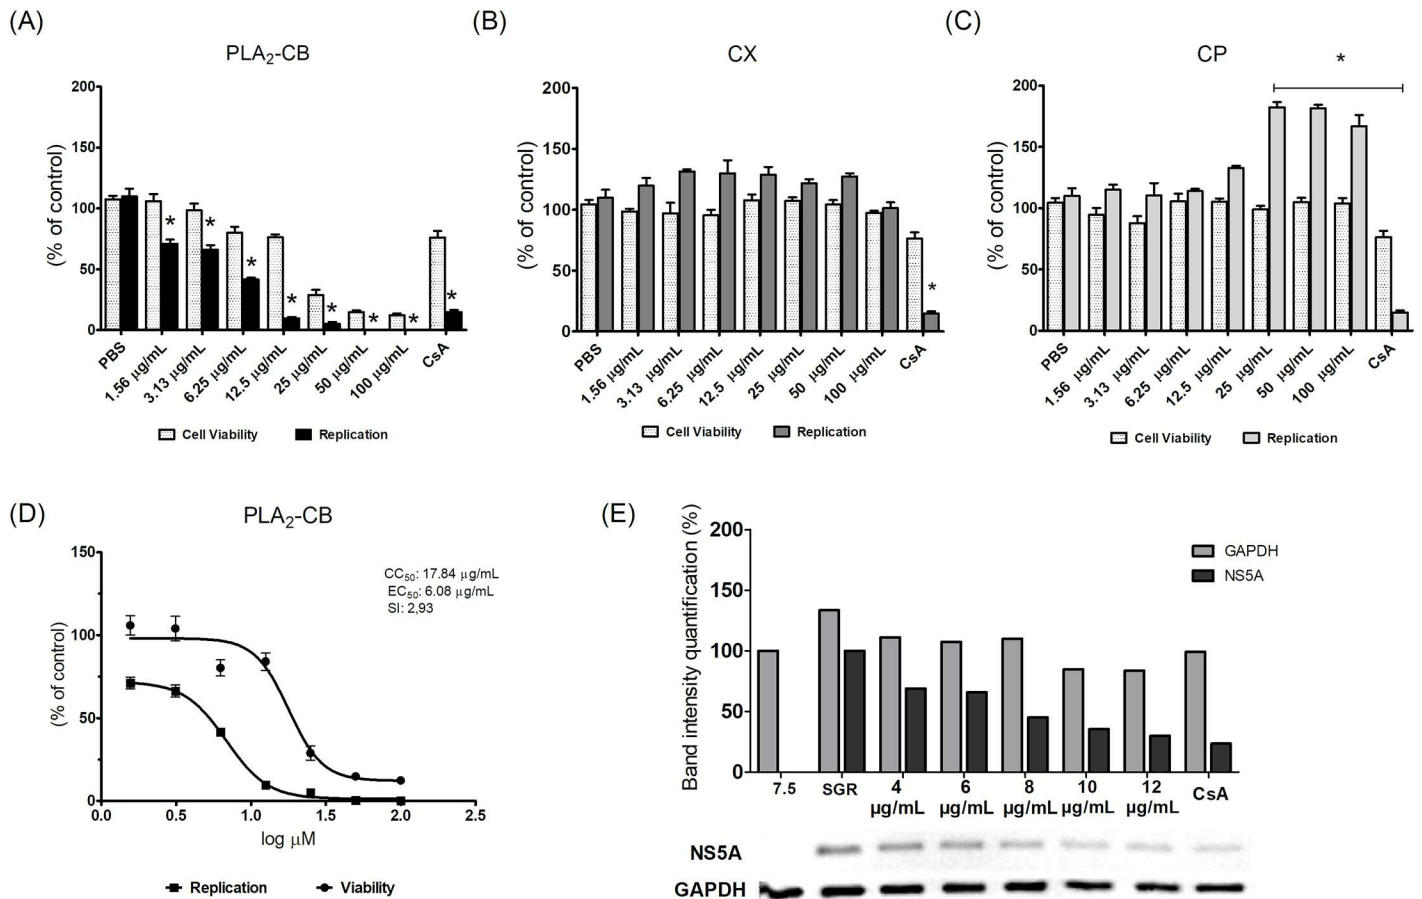 (A)
PLA2-CB
200
150
100
50
0
(% of control)
*
*
*
*
*
*
*
*
PBS
1.56 µg/mL
3.13 µg/mL
6.25 µg/mL
12.5 µg/mL
25 µg/mL
50 µg/mL
100 µg/mL
CsA
Cell Viability
Replication
(B)
CX
200
150
100
50
0
(% of control)
*
PBS
1.56 µg/mL
3.13 µg/mL
6.25 µg/mL
12.5 µg/mL
25 µg/mL
50 µg/mL
100 µg/mL
CsA
Cell Viability
Replication
(C)
CP
*
200
150
100
50
0
(% of control)
PBS
1.56 µg/mL
3.13 µg/mL
6.25 µg/mL
12.5 µg/mL
25 µg/mL
50 µg/mL
100 µg/mL
CsA
Cell Viability
Replication
(D)
PLA2-CB
150
100
50
0
(% of control)
CC50: 17.84 µg/mL
EC50: 6.08 µg/mL
SI: 2,93
0.0 0.5 1.0 1.5 2.0 2.5
log µM
Replication
Viability
(E)
200
150
100
50
0
Band intensity quantification (%)
GAPDH
NS5A
7.5 SGR 4 6 8 10 12 CsA
µg/mL µg/mL µg/mL µg/mL µg/mL
NS5A
GAPDH